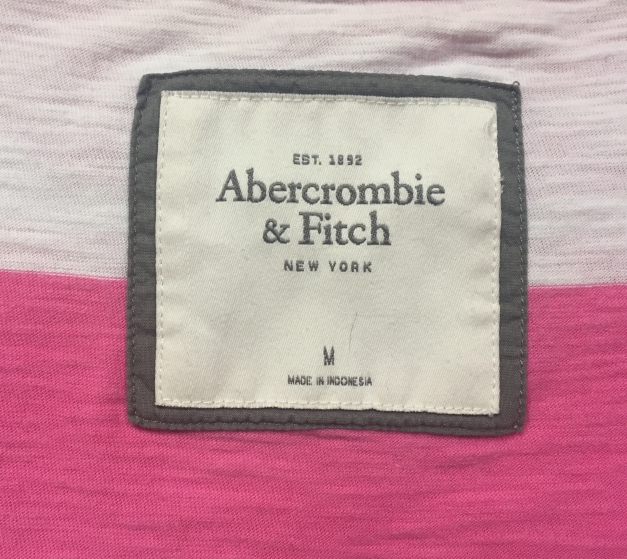 EST. 1892
Abercrombie
& Fitch
NEW YORK
M
MADE IN INDONESIA